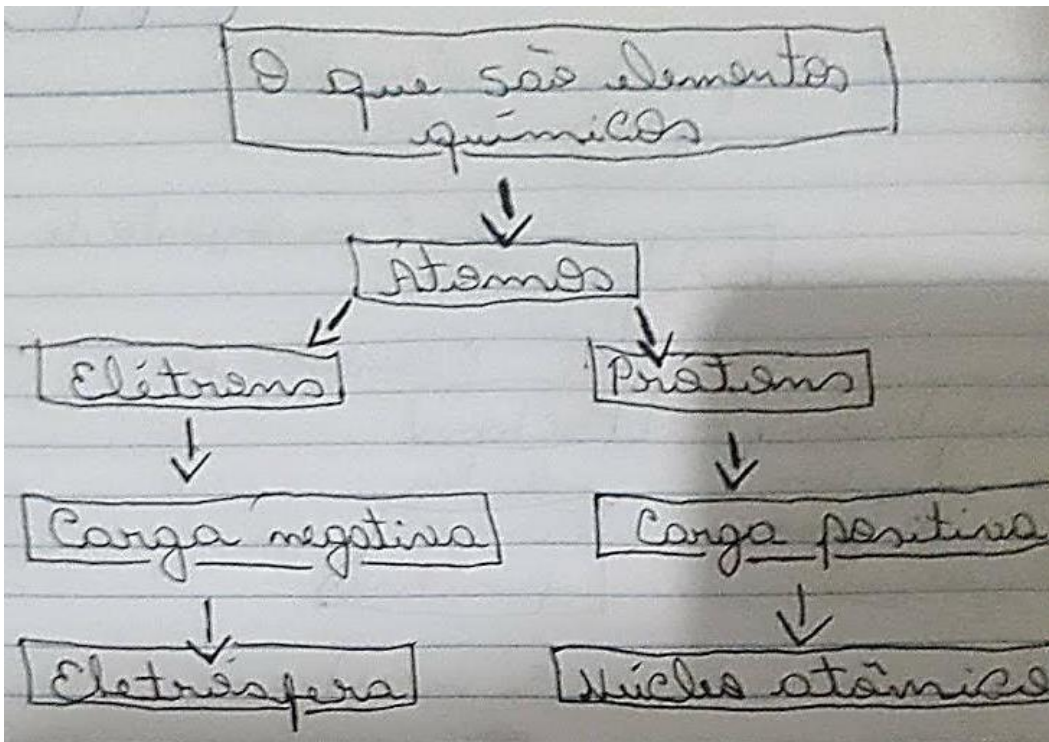 O que são elementos
químicos
Átomos
Elétrons
Prótons
Carga negativa
Carga positiva
Eletrosfera
Núcleo atômico